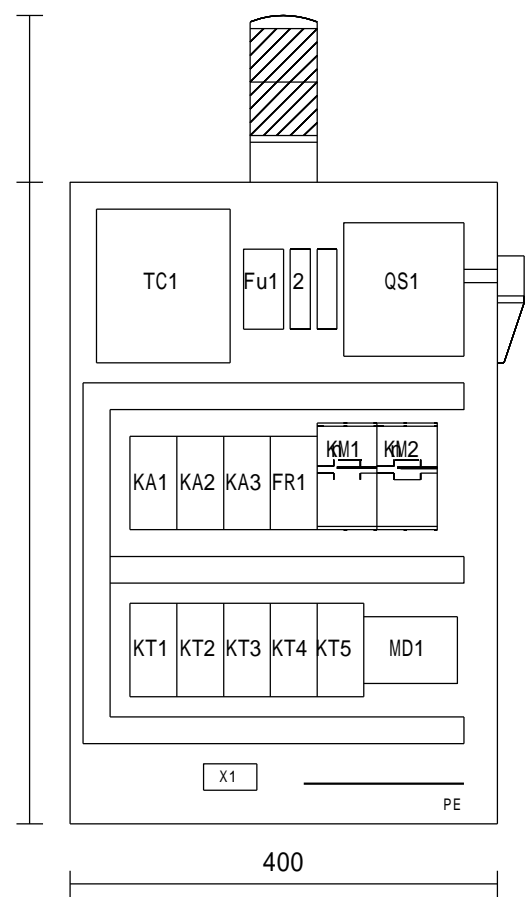 TC1 Fu1 2 QS1
KA1 KA2 KA3 FR1 KM1 KM2
KT1 KT2 KT3 KT4 KT5 MD1
X1
PE
400